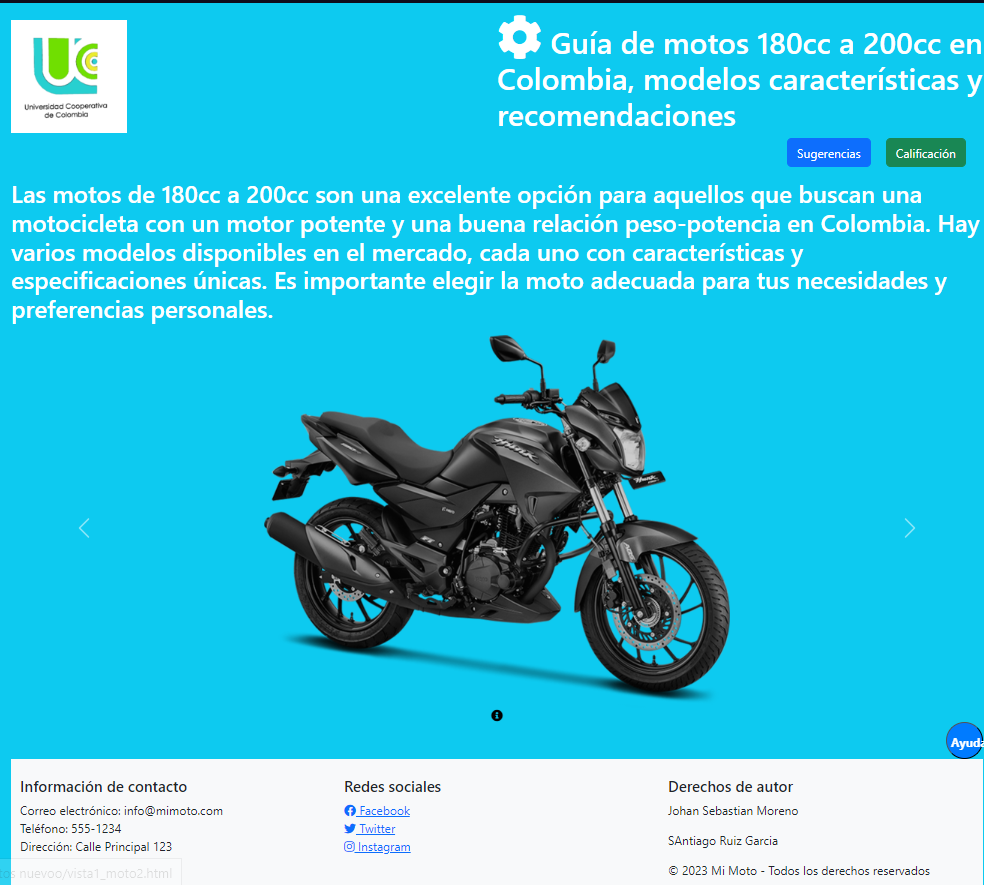 Universidad Cooperativa
de Colombia
Guía de motos 180cc a 200cc en
Colombia, modelos características y
recomendaciones
Sugerencias
Calificación
Las motos de 180cc a 200cc son una excelente opción para aquellos que buscan una
motocicleta con un motor potente y una buena relación peso-potencia en Colombia. Hay
varios modelos disponibles en el mercado, cada uno con características y
especificaciones únicas. Es importante elegir la moto adecuada para tus necesidades y
preferencias personales.
Hunk
Hunk
Ayuda
Información de contacto
Correo electrónico: info@mimoto.com
Teléfono: 555-1234
Dirección: Calle Principal 123
Redes sociales
Facebook
Twitter
Instagram
Derechos de autor
Johan Sebastian Moreno
SAntiago Ruiz Garcia
© 2023 Mi Moto - Todos los derechos reservados
tos nuevoo/vista1_moto2.html